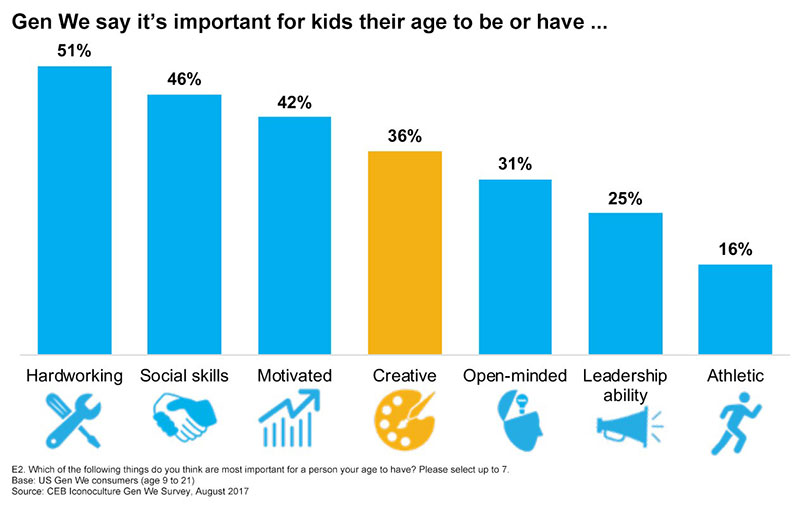 Gen We say it’s important for kids their age to be or have ...
51%
46%
42%
36%
31%
25%
16%
Hardworking
Social skills
Motivated
Creative
Open-minded
Leadership
ability
Athletic
E2. Which of the following things do you think are most important for a person your age to have? Please select up to 7.
Base: US Gen We consumers (age 9 to 21)
Source: CEB Iconoculture Gen We Survey, August 2017